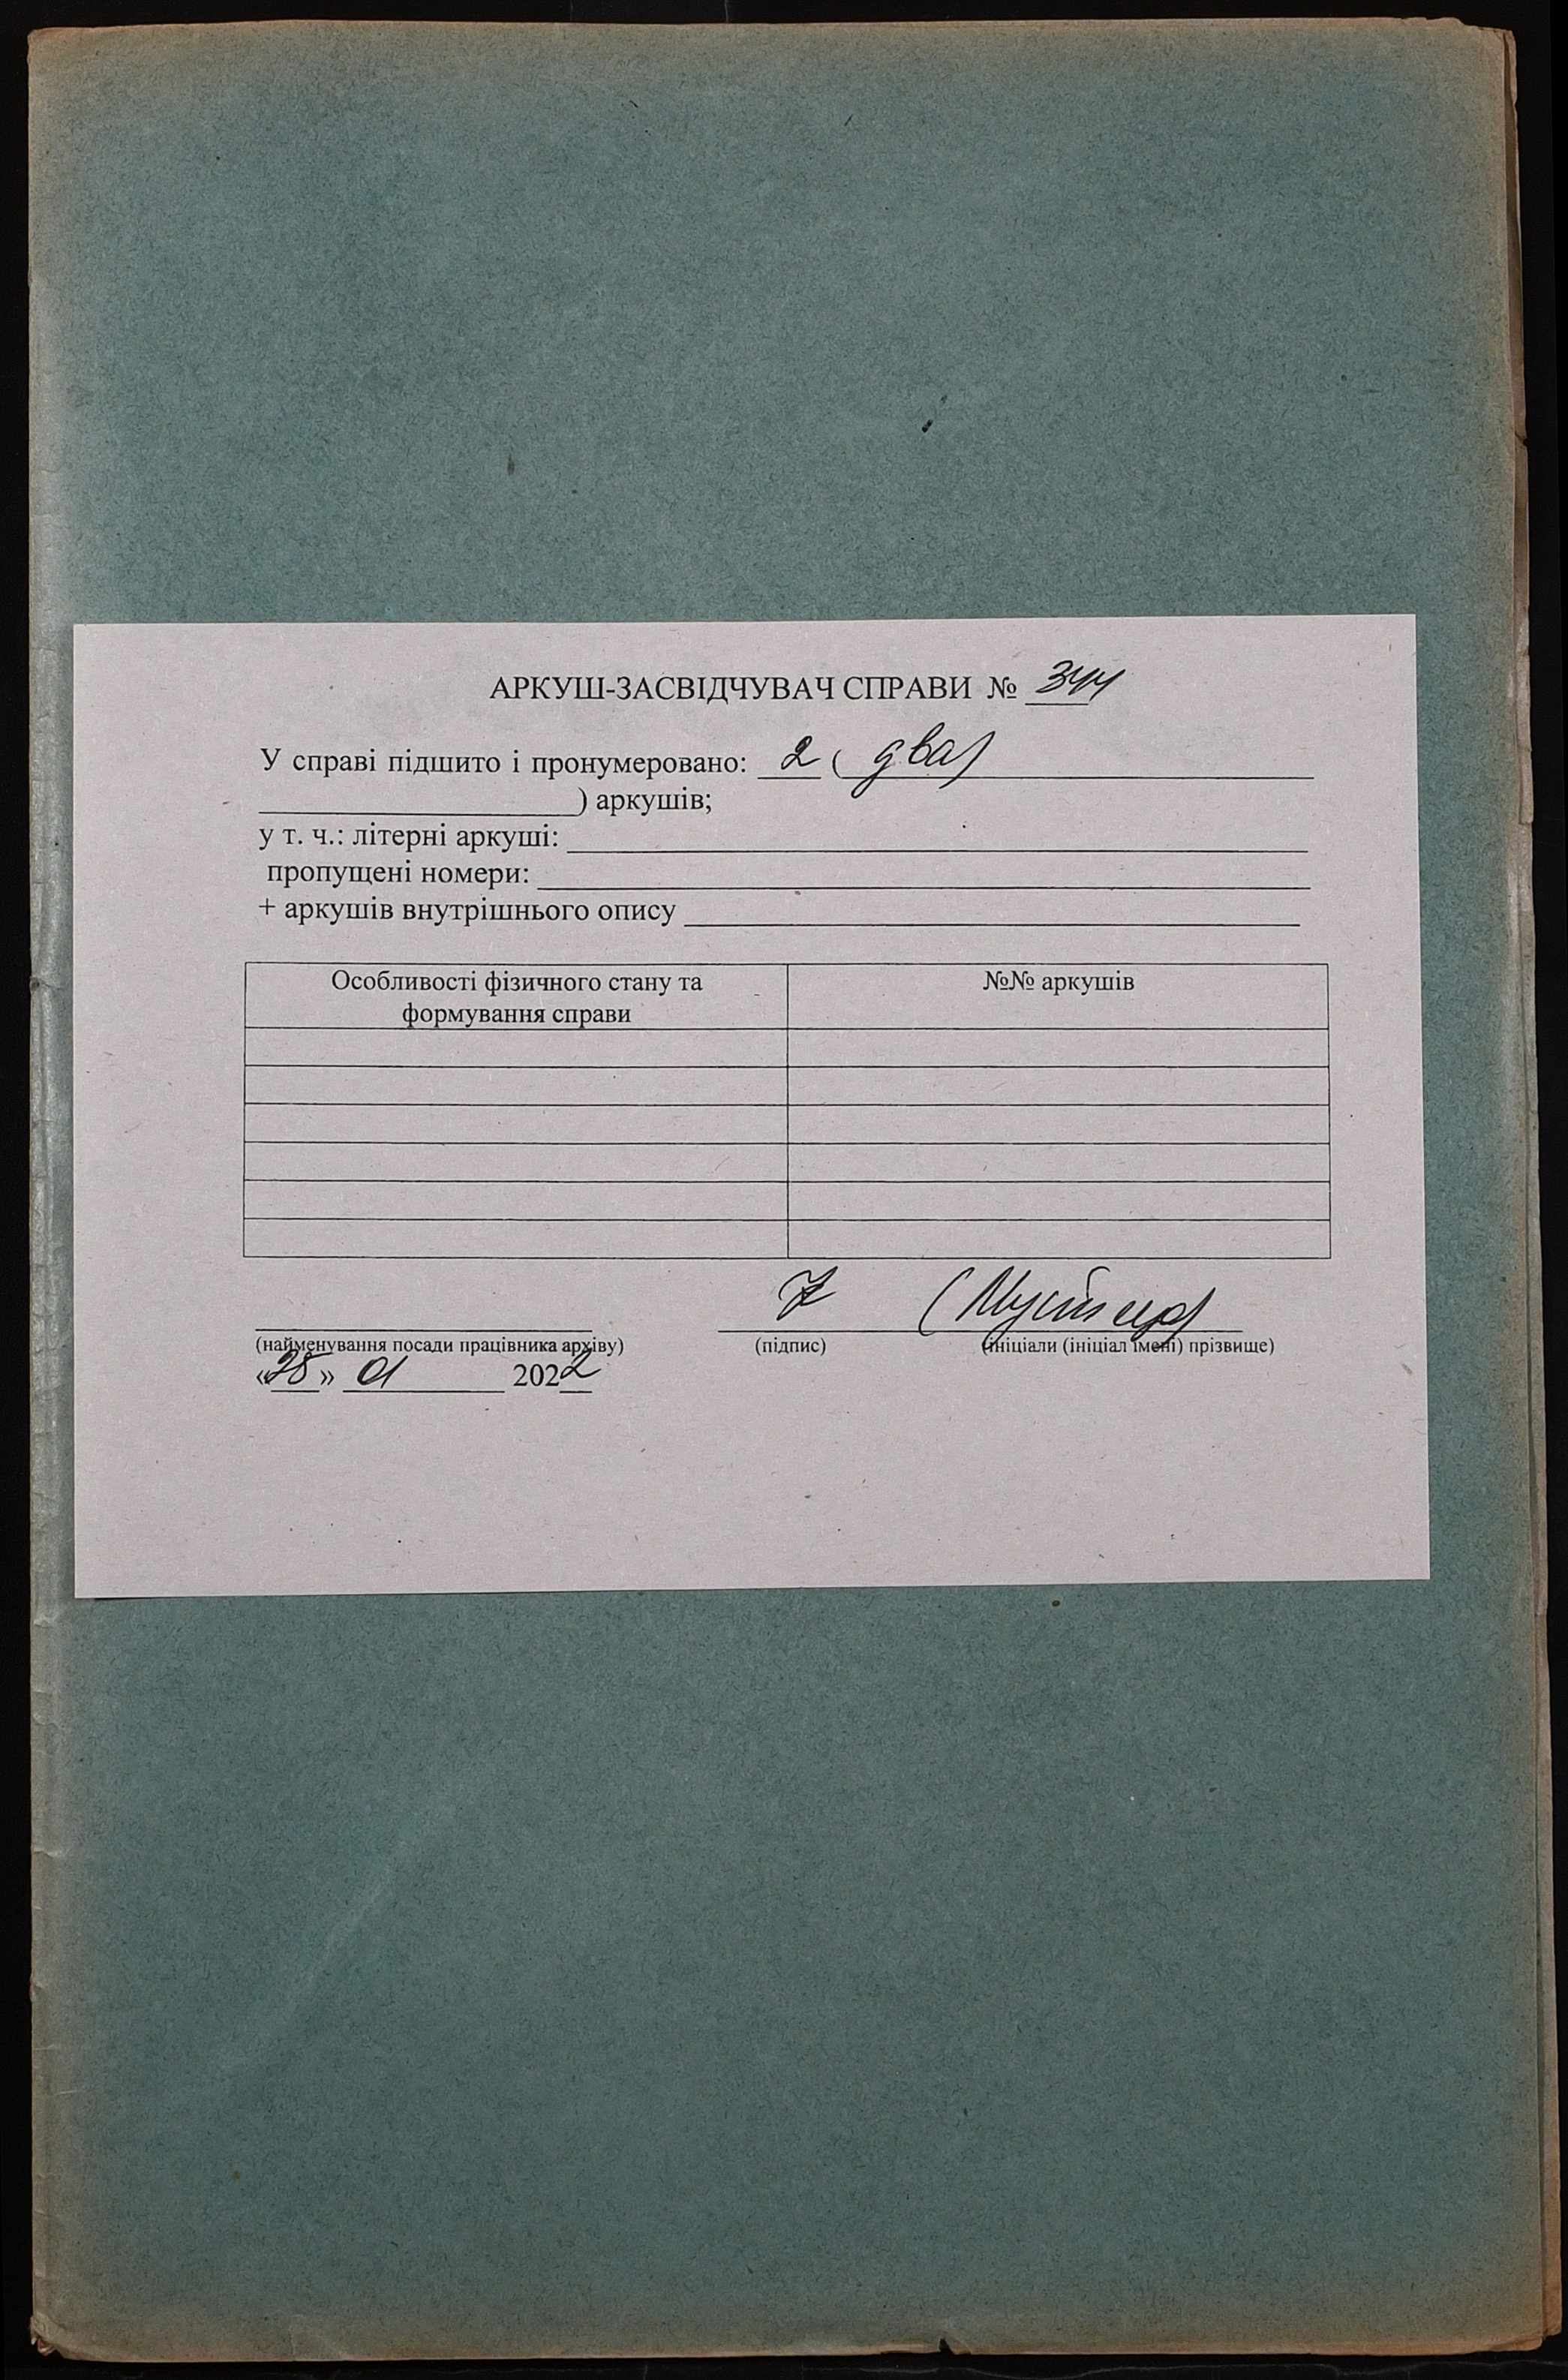 АРКУШ-ЗАСВІДЧУВАЧ СПРАВИ № 344
У справі підшито і пронумеровано: 2 ( два)
) аркушів;
у т. ч.: літерні аркуші:
пропущені номери:
+ аркушів внутрішнього опису
Особливості фізичного стану та
формування справи
№№ аркушів
(найменування посади працівника архіву)
(підпис)
(ініціали (ініціал імені) прізвище)
«28» 01 2022